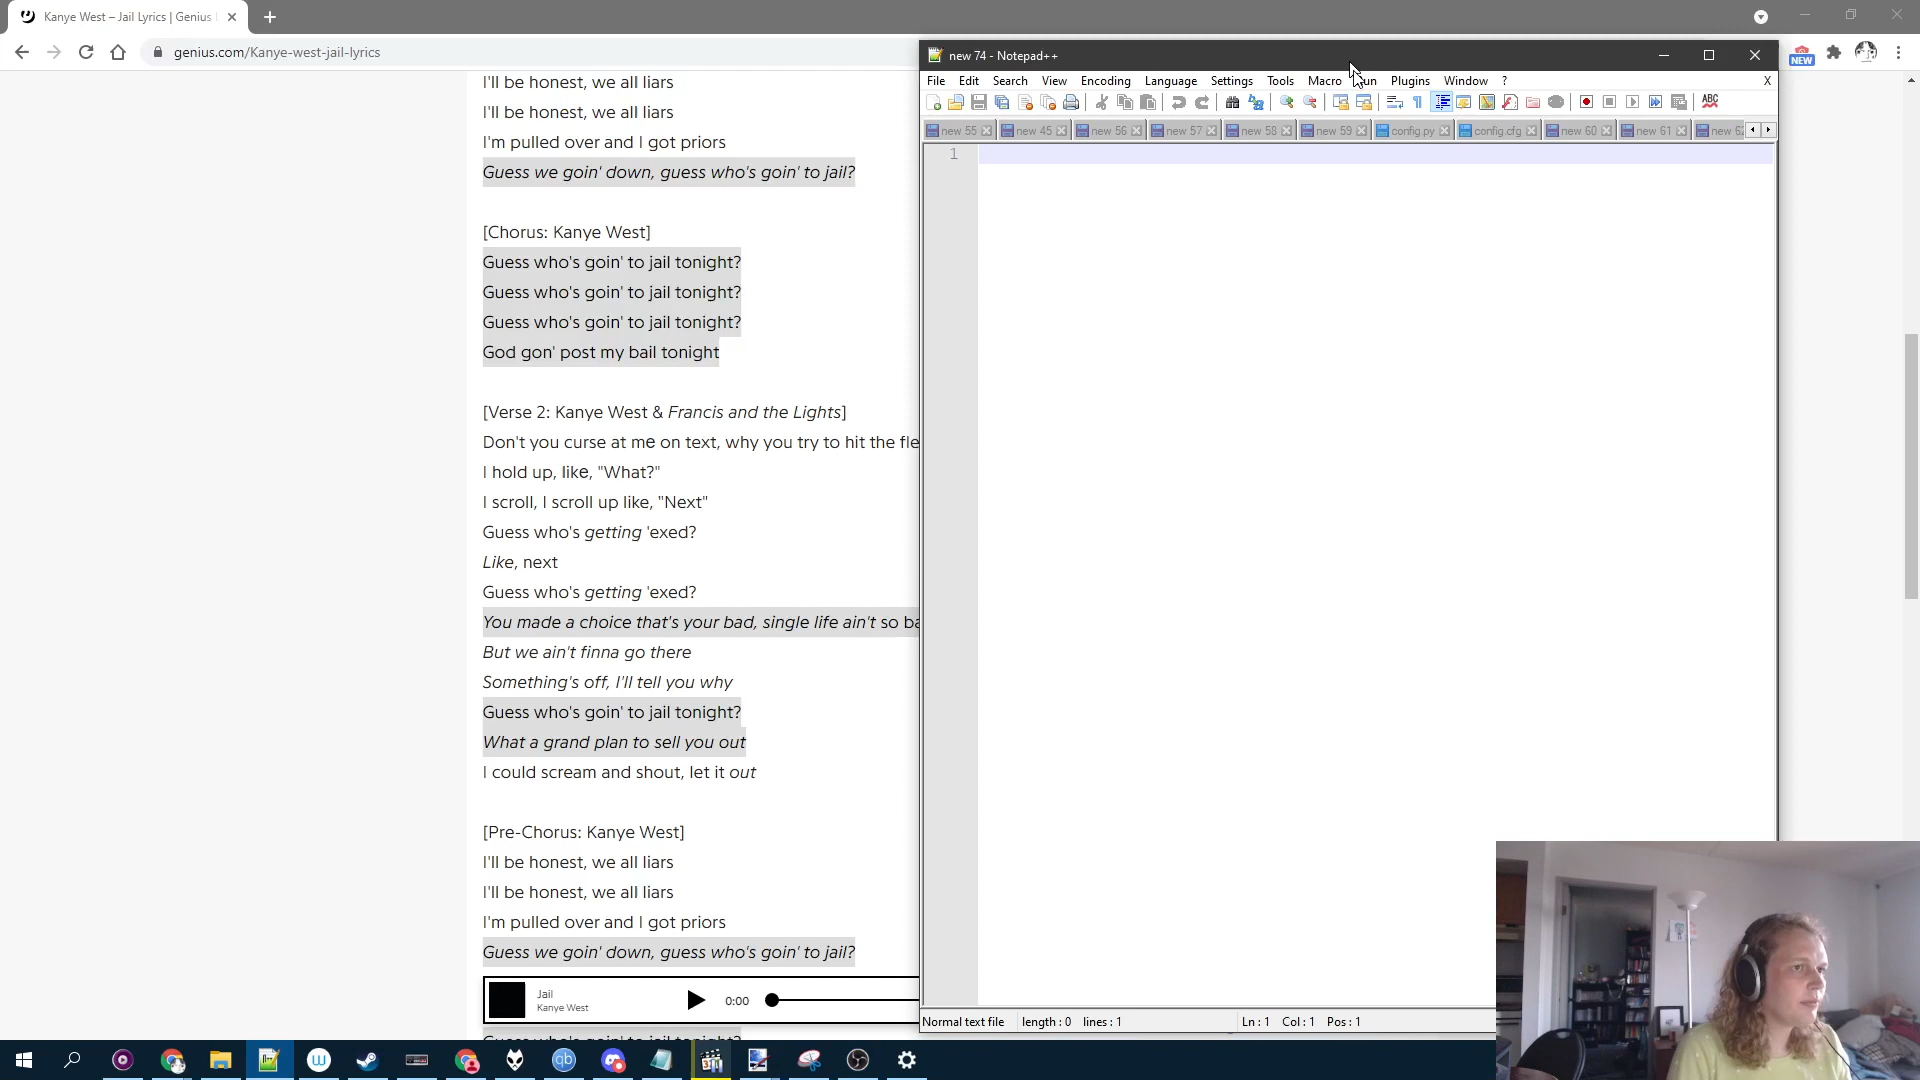 Kanye West – Jail Lyrics | Genius
genius.com/Kanye-west-jail-lyrics
NEW
I'll be honest, we all liars
I'll be honest, we all liars
I'm pulled over and I got priors
Guess we goin' down, guess who's goin' to jail?
[Chorus: Kanye West]
Guess who's goin' to jail tonight?
Guess who's goin' to jail tonight?
Guess who's goin' to jail tonight?
God gon' post my bail tonight
[Verse 2: Kanye West & Francis and the Lights]
Don't you curse at me on text, why you try to hit the fle
I hold up, like, "What?"
I scroll, I scroll up like, "Next"
Guess who's getting 'exed?
Like, next
Guess who's getting 'exed?
You made a choice that's your bad, single life ain't so ba
But we ain't finna go there
Something's off, I'll tell you why
Guess who's goin' to jail tonight?
What a grand plan to sell you out
I could scream and shout, let it out
[Pre-Chorus: Kanye West]
I'll be honest, we all liars
I'll be honest, we all liars
I'm pulled over and I got priors
Guess we goin' down, guess who's goin' to jail?
Jail
Kanye West
0:00
new 74 - Notepad++
File Edit Search View Encoding Language Settings Tools Macro un Plugins Window ? X
ABC
new 55 new 45 new 56 new 57 new 58 new 59 config.py config.cfg new 60 new 61 new 62
1
Normal text file length : 0 lines : 1 Ln : 1 Col : 1 Pos : 1